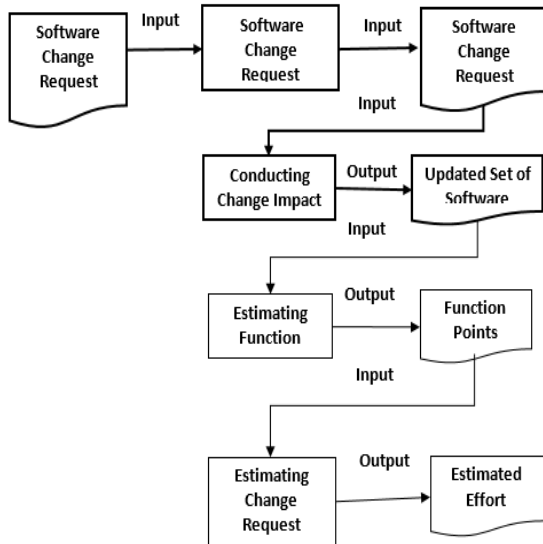 Input
Input
Software
Change
Request
Software
Change
Request
Software
Change
Request
Input
Conducting
Change Impact
Output
Updated Set of
Software
Input
Estimating
Function
Output
Function
Points
Input
Estimating
Change
Request
Output
Estimated
Effort